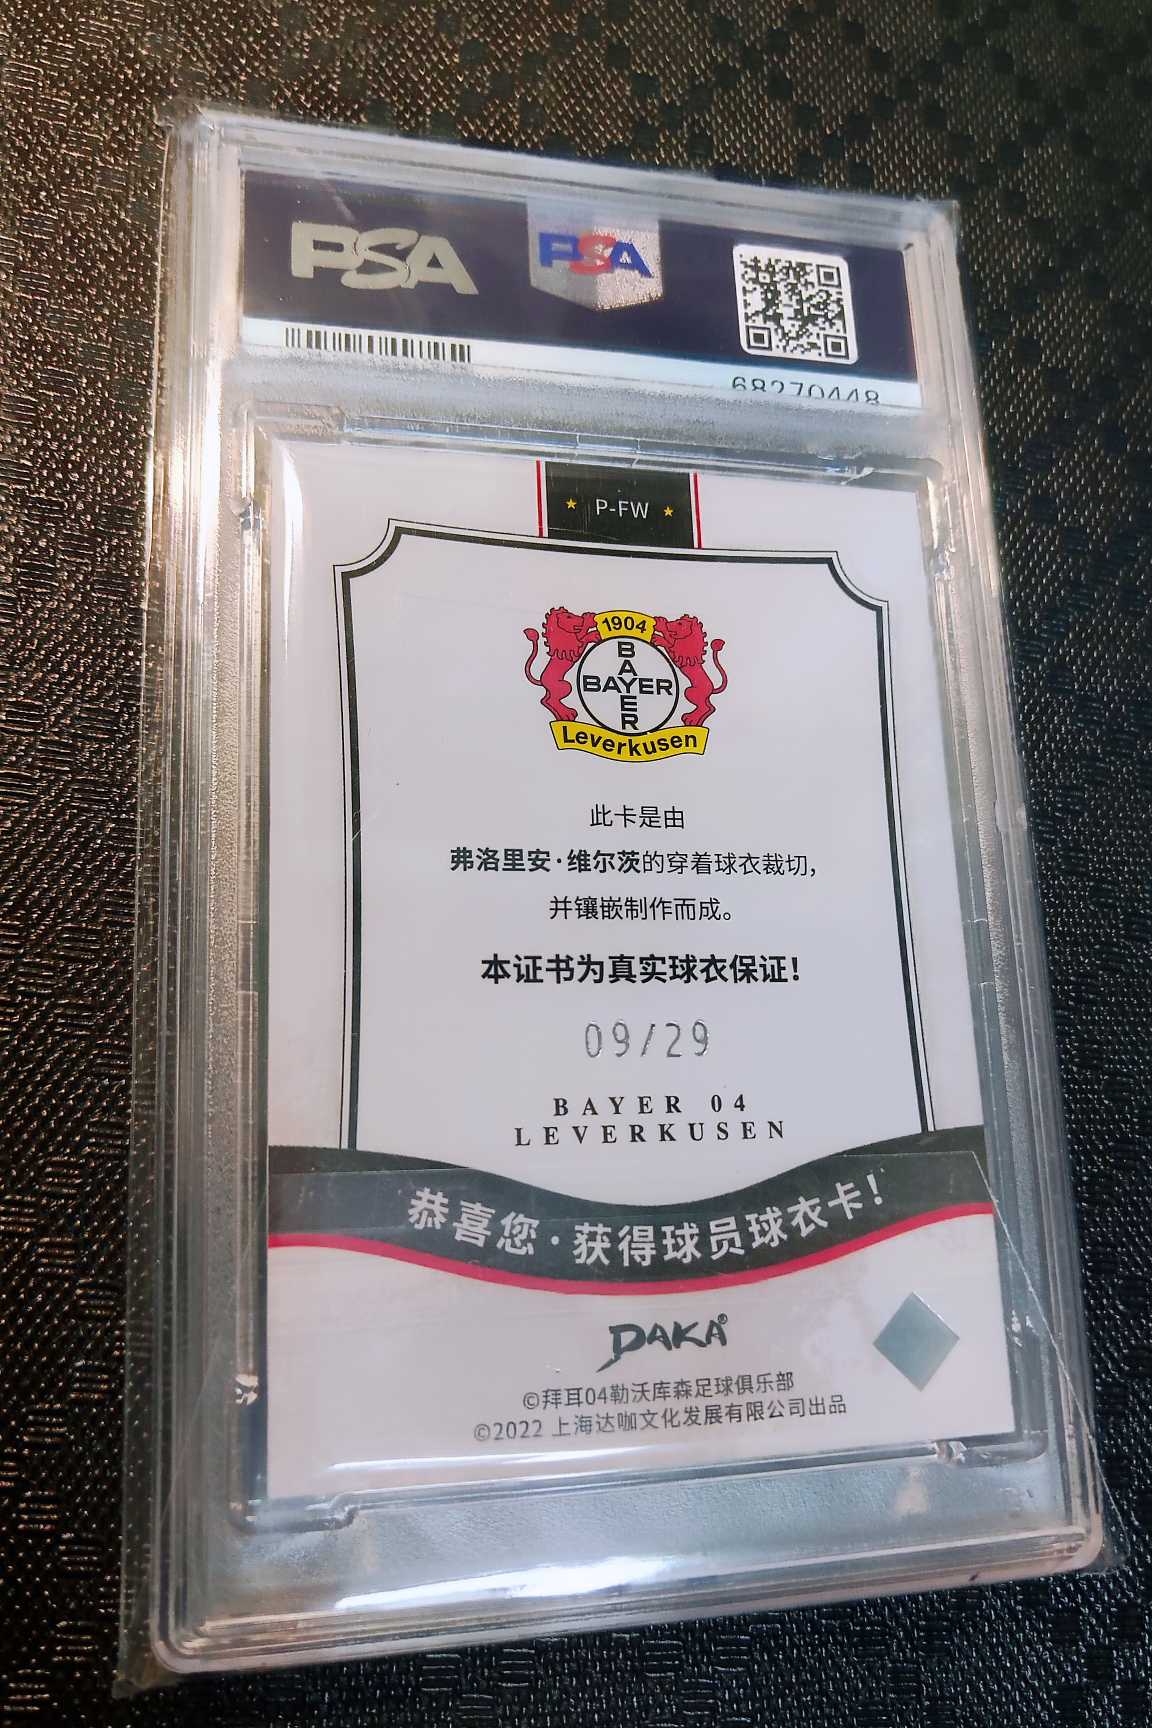 PSA
PSA
68270448
P-FW
1904
BAYER
BAYER
Leverkusen
此卡是由
弗洛里安·维尔茨的穿着球衣裁切，
并镶嵌制作而成。
本证书为真实球衣保证！
09/29
BAYER 04
LEVERKUSEN
恭喜您·获得球员球衣卡！
DAKA®
©拜耳04勒沃库森足球俱乐部
©2022 上海达咖文化发展有限公司出品